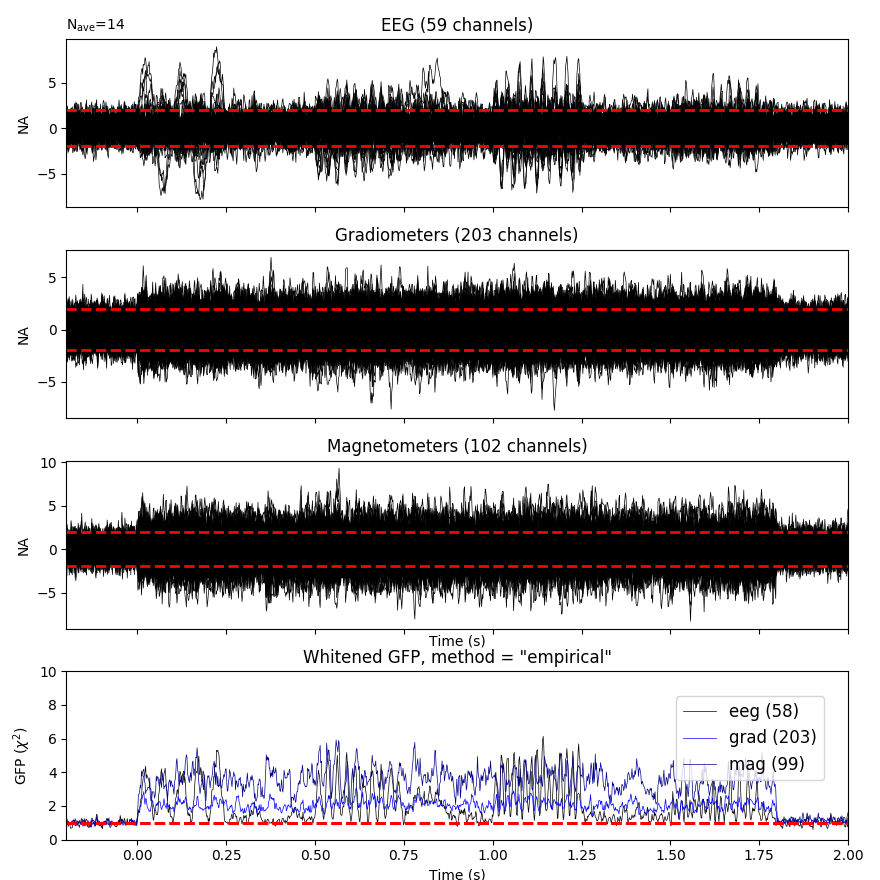 N_ave=14
EEG (59 channels)
5
0
−5
NA
Gradiometers (203 channels)
5
0
−5
NA
Magnetometers (102 channels)
10
5
0
−5
NA
Time (s)
Whitened GFP, method = "empirical"
10
8
6
4
2
0
GFP (χ²)
eeg (58)
grad (203)
mag (99)
0.00 0.25 0.50 0.75 1.00 1.25 1.50 1.75 2.00
Time (s)